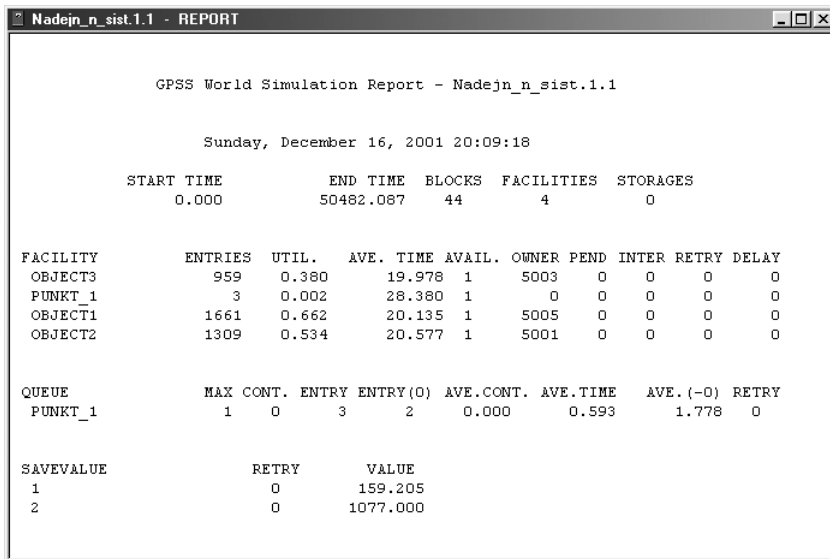 Nadejn_n_sist.1.1 - REPORT
GPSS World Simulation Report - Nadejn_n_sist.1.1
Sunday, December 16, 2001 20:09:18
START TIME END TIME BLOCKS FACILITIES STORAGES
0.000 50482.087 44 4 0
FACILITY ENTRIES UTIL. AVE. TIME AVAIL. OWNER PEND INTER RETRY DELAY
OBJECT3 959 0.380 19.978 1 5003 0 0 0 0
PUNKT_1 3 0.002 28.380 1 0 0 0 0 0
OBJECT1 1661 0.662 20.135 1 5005 0 0 0 0
OBJECT2 1309 0.534 20.577 1 5001 0 0 0 0
QUEUE MAX CONT. ENTRY ENTRY(0) AVE.CONT. AVE.TIME AVE.(-0) RETRY
PUNKT_1 1 0 3 2 0.000 0.593 1.778 0
SAVEVALUE RETRY VALUE
1 0 159.205
2 0 1077.000